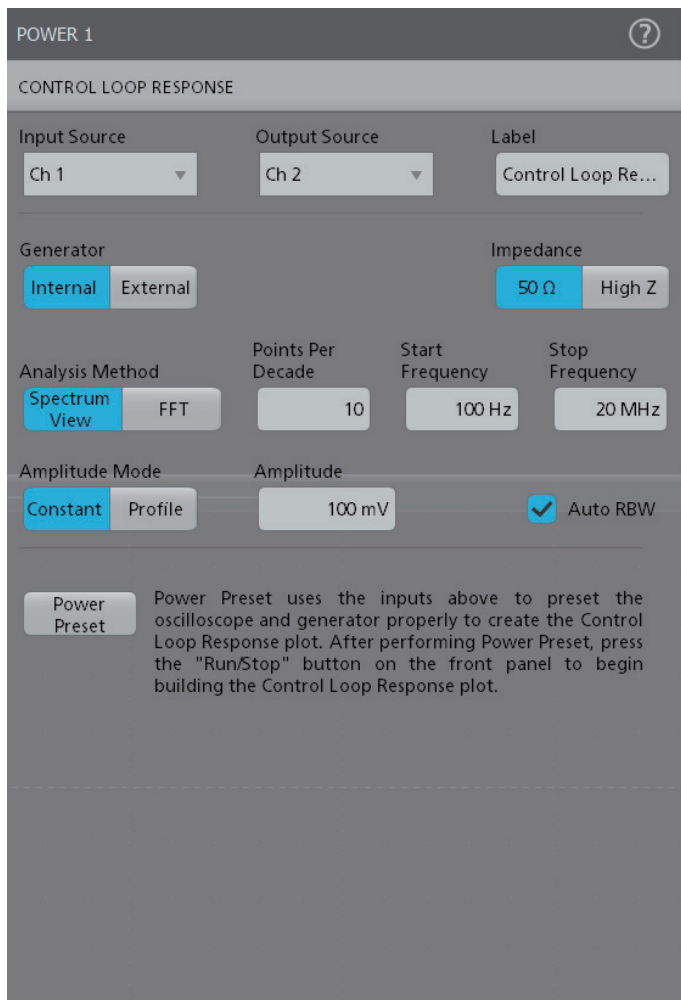 POWER 1
?
CONTROL LOOP RESPONSE
Input Source
Output Source
Label
Ch 1
Ch 2
Control Loop Re...
Generator
Impedance
Internal
External
50 Ω
High Z
Analysis Method
Points Per
Decade
Start
Frequency
Stop
Frequency
Spectrum
View
FFT
10
100 Hz
20 MHz
Amplitude Mode
Amplitude
Constant
Profile
100 mV
Auto RBW
Power
Preset
Power Preset uses the inputs above to preset the
oscilloscope and generator properly to create the Control
Loop Response plot. After performing Power Preset, press
the "Run/Stop" button on the front panel to begin
building the Control Loop Response plot.